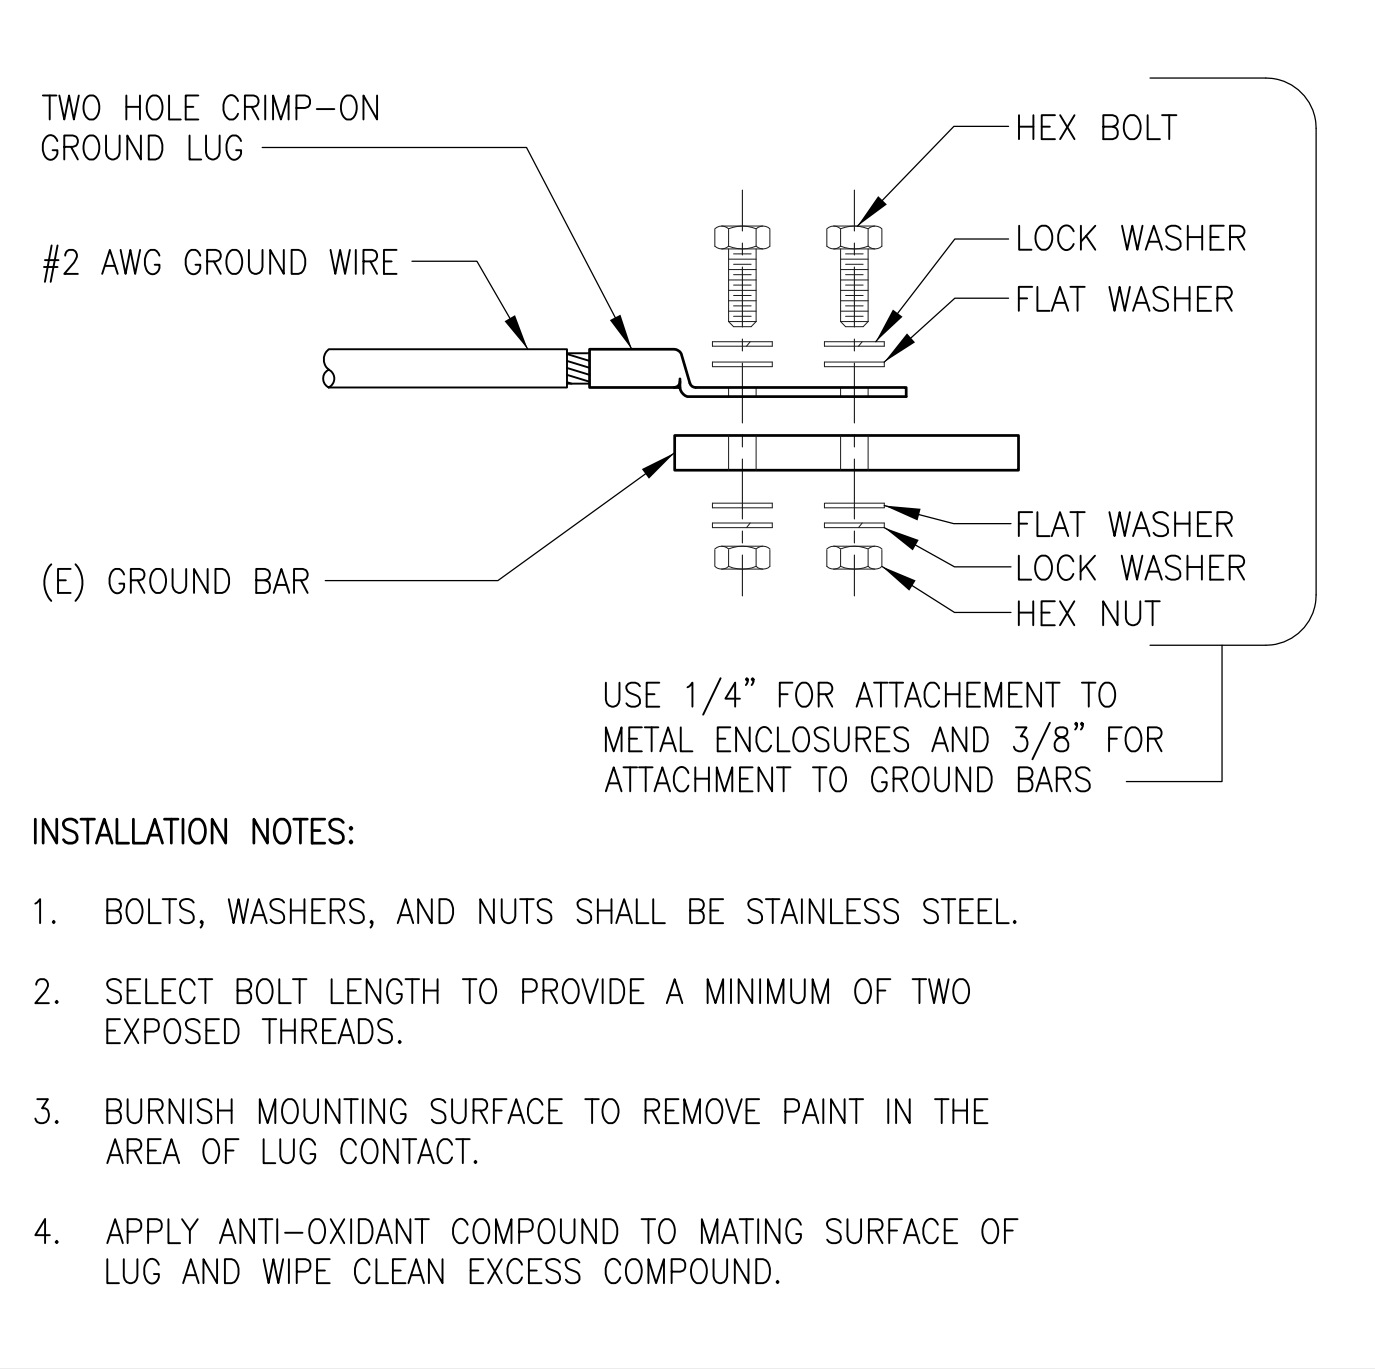 TWO HOLE CRIMP-ON
GROUND LUG
#2 AWG GROUND WIRE
(E) GROUND BAR
HEX BOLT
LOCK WASHER
FLAT WASHER
FLAT WASHER
LOCK WASHER
HEX NUT
USE 1/4” FOR ATTACHEMENT TO
METAL ENCLOSURES AND 3/8” FOR
ATTACHMENT TO GROUND BARS
INSTALLATION NOTES:
1. BOLTS, WASHERS, AND NUTS SHALL BE STAINLESS STEEL.
2. SELECT BOLT LENGTH TO PROVIDE A MINIMUM OF TWO
EXPOSED THREADS.
3. BURNISH MOUNTING SURFACE TO REMOVE PAINT IN THE
AREA OF LUG CONTACT.
4. APPLY ANTI-OXIDANT COMPOUND TO MATING SURFACE OF
LUG AND WIPE CLEAN EXCESS COMPOUND.